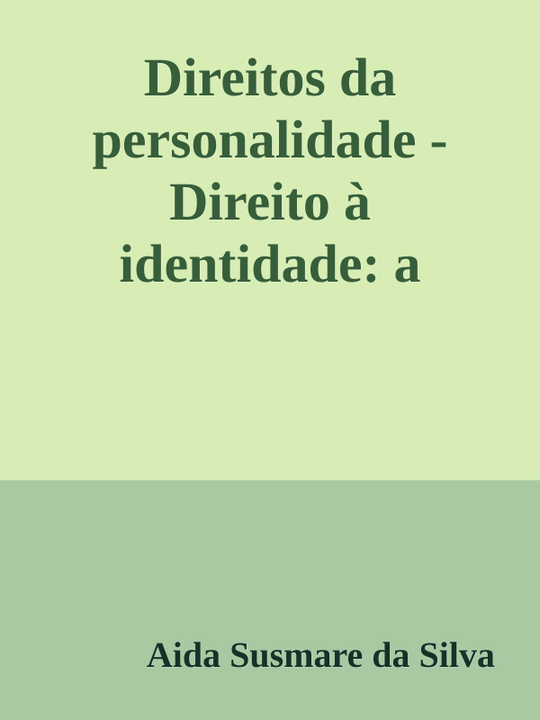 Direitos da
personalidade -
Direito à
identidade: a
Aida Susmare da Silva